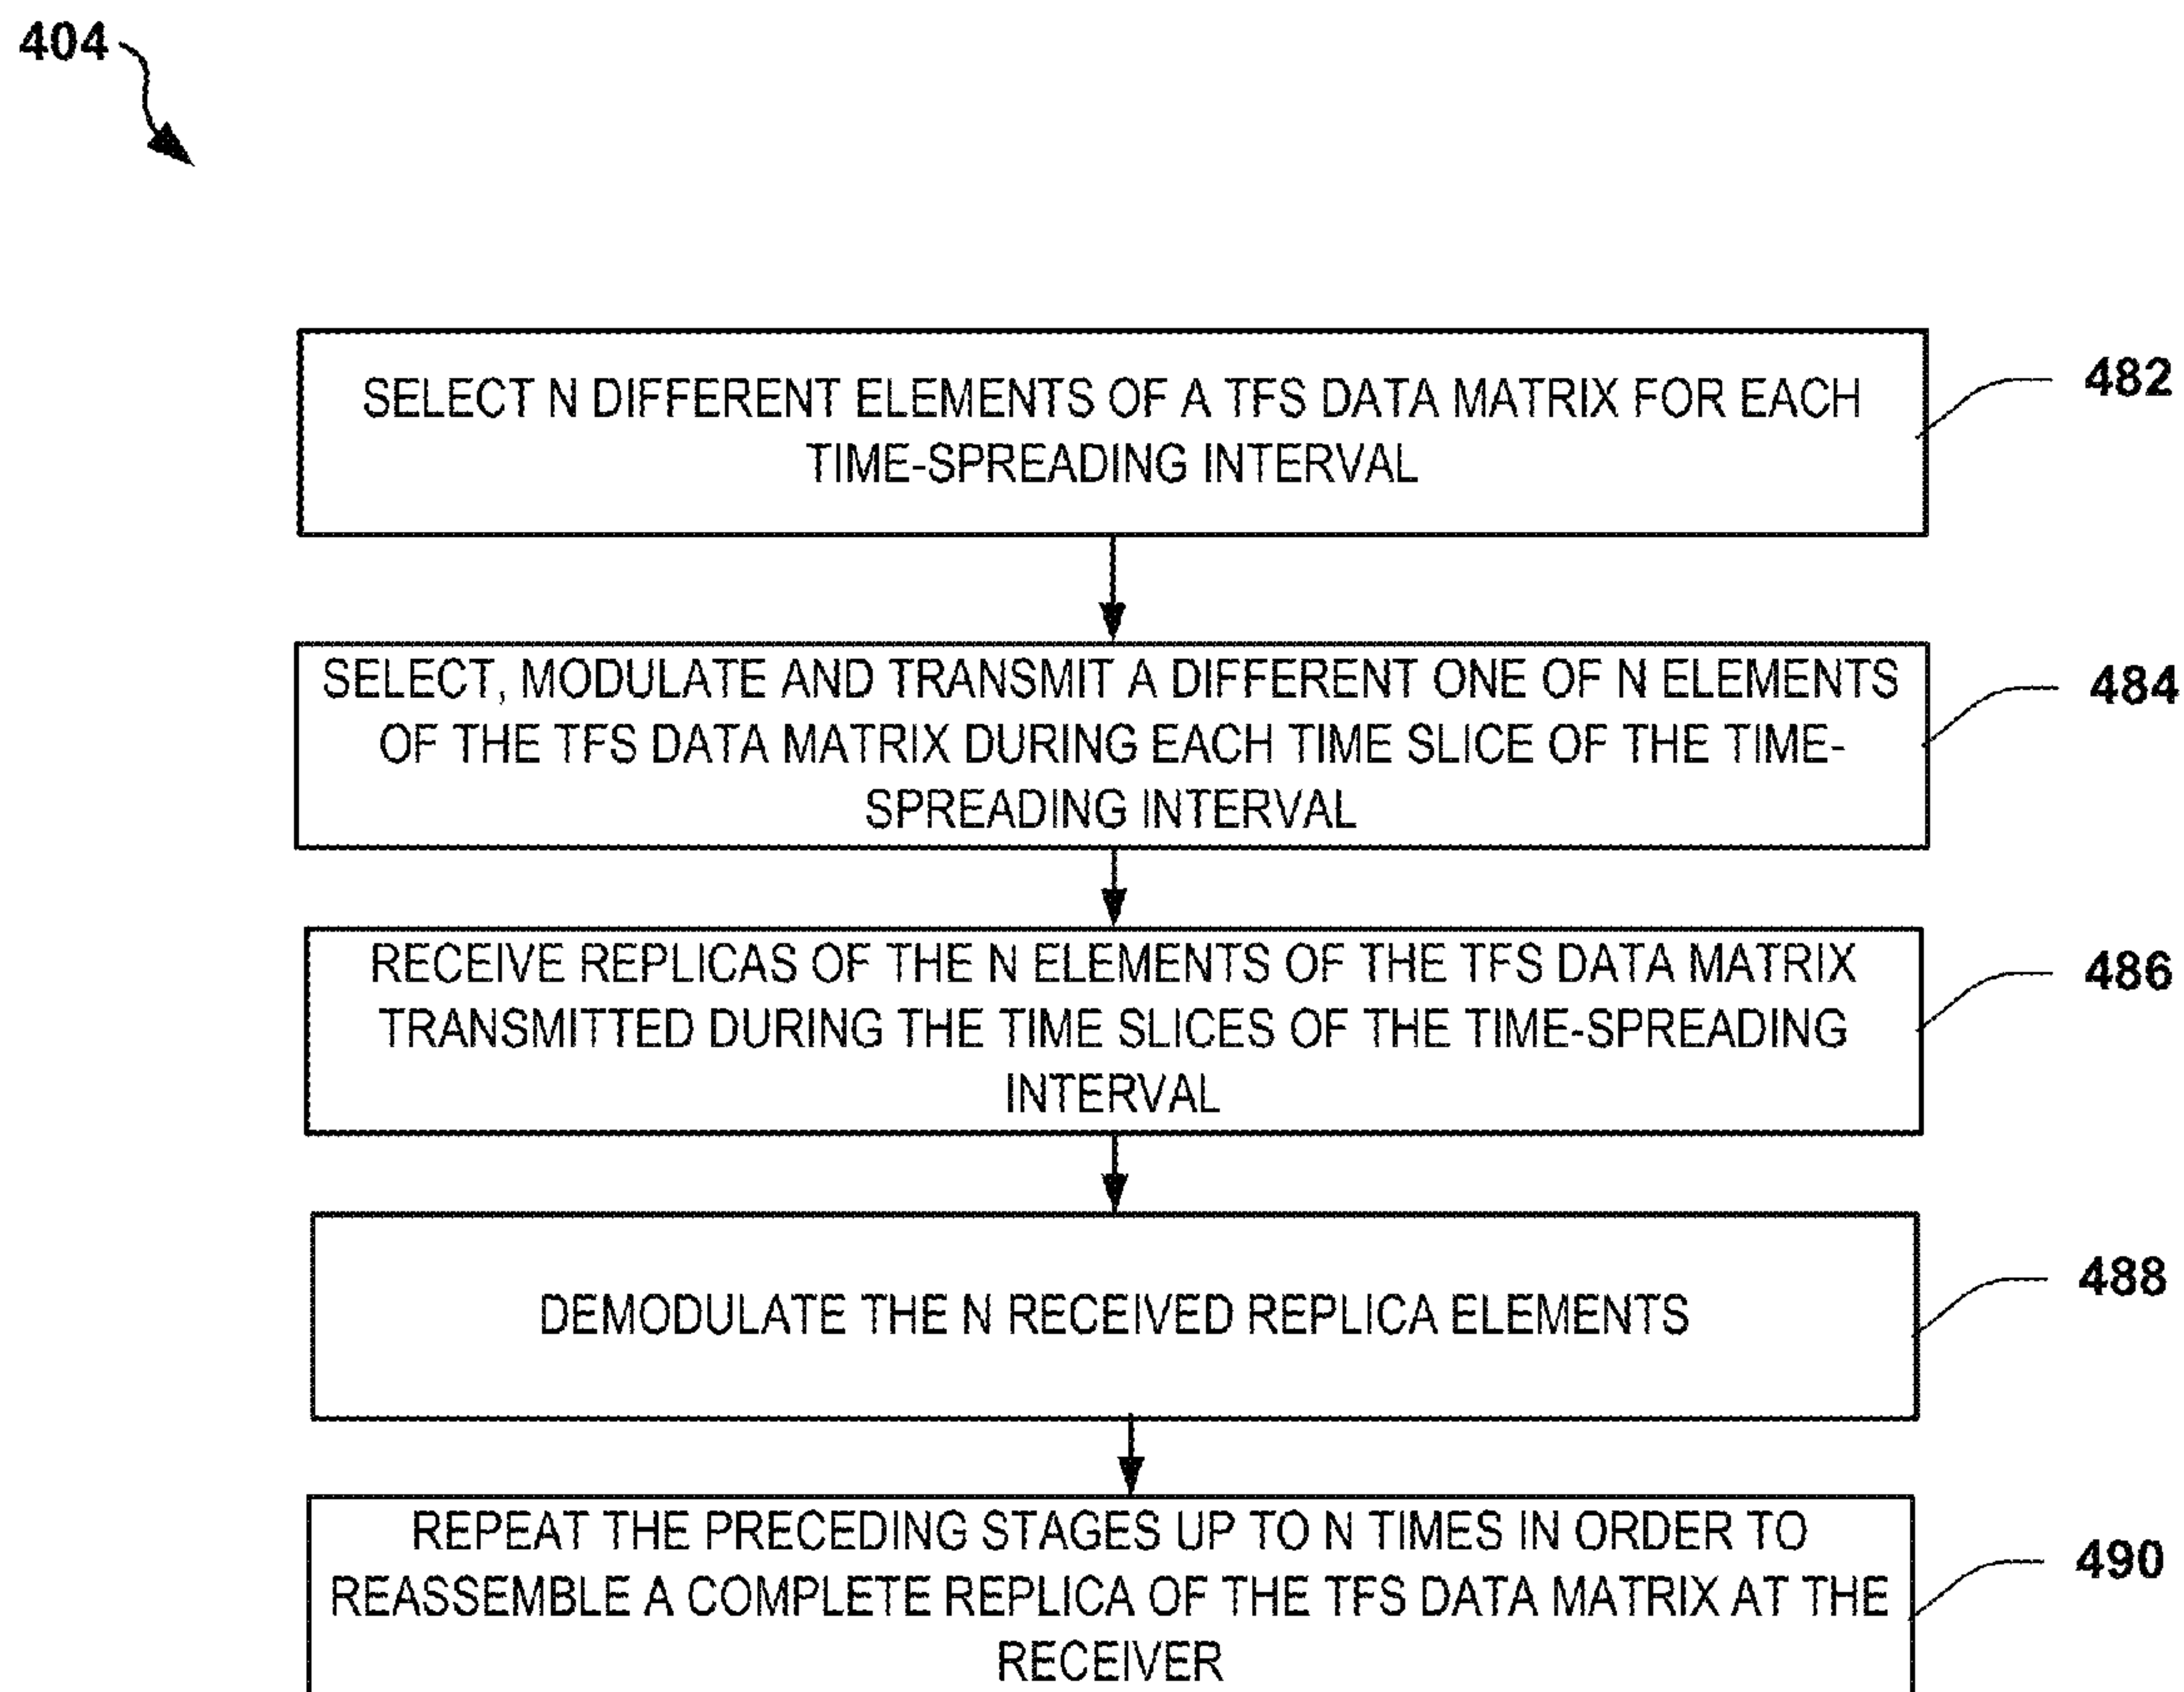 404
SELECT N DIFFERENT ELEMENTS OF A TFS DATA MATRIX FOR EACH
TIME-SPREADING INTERVAL
482
SELECT, MODULATE AND TRANSMIT A DIFFERENT ONE OF N ELEMENTS
OF THE TFS DATA MATRIX DURING EACH TIME SLICE OF THE TIME-
SPREADING INTERVAL
484
RECEIVE REPLICAS OF THE N ELEMENTS OF THE TFS DATA MATRIX
TRANSMITTED DURING THE TIME SLICES OF THE TIME-SPREADING
INTERVAL
486
DEMODULATE THE N RECEIVED REPLICA ELEMENTS
488
REPEAT THE PRECEDING STAGES UP TO N TIMES IN ORDER TO
REASSEMBLE A COMPLETE REPLICA OF THE TFS DATA MATRIX AT THE
RECEIVER
490